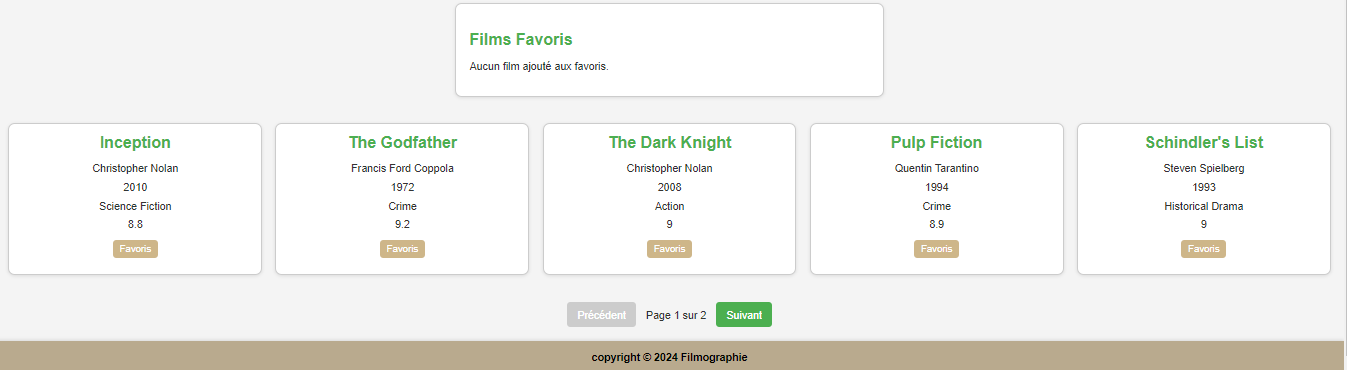 Films Favoris
Aucun film ajouté aux favoris.
Inception
Christopher Nolan
2010
Science Fiction
8.8
Favoris
The Godfather
Francis Ford Coppola
1972
Crime
9.2
Favoris
The Dark Knight
Christopher Nolan
2008
Action
9
Favoris
Pulp Fiction
Quentin Tarantino
1994
Crime
8.9
Favoris
Schindler's List
Steven Spielberg
1993
Historical Drama
9
Favoris
Précédent Page 1 sur 2 Suivant
copyright © 2024 Filmographie